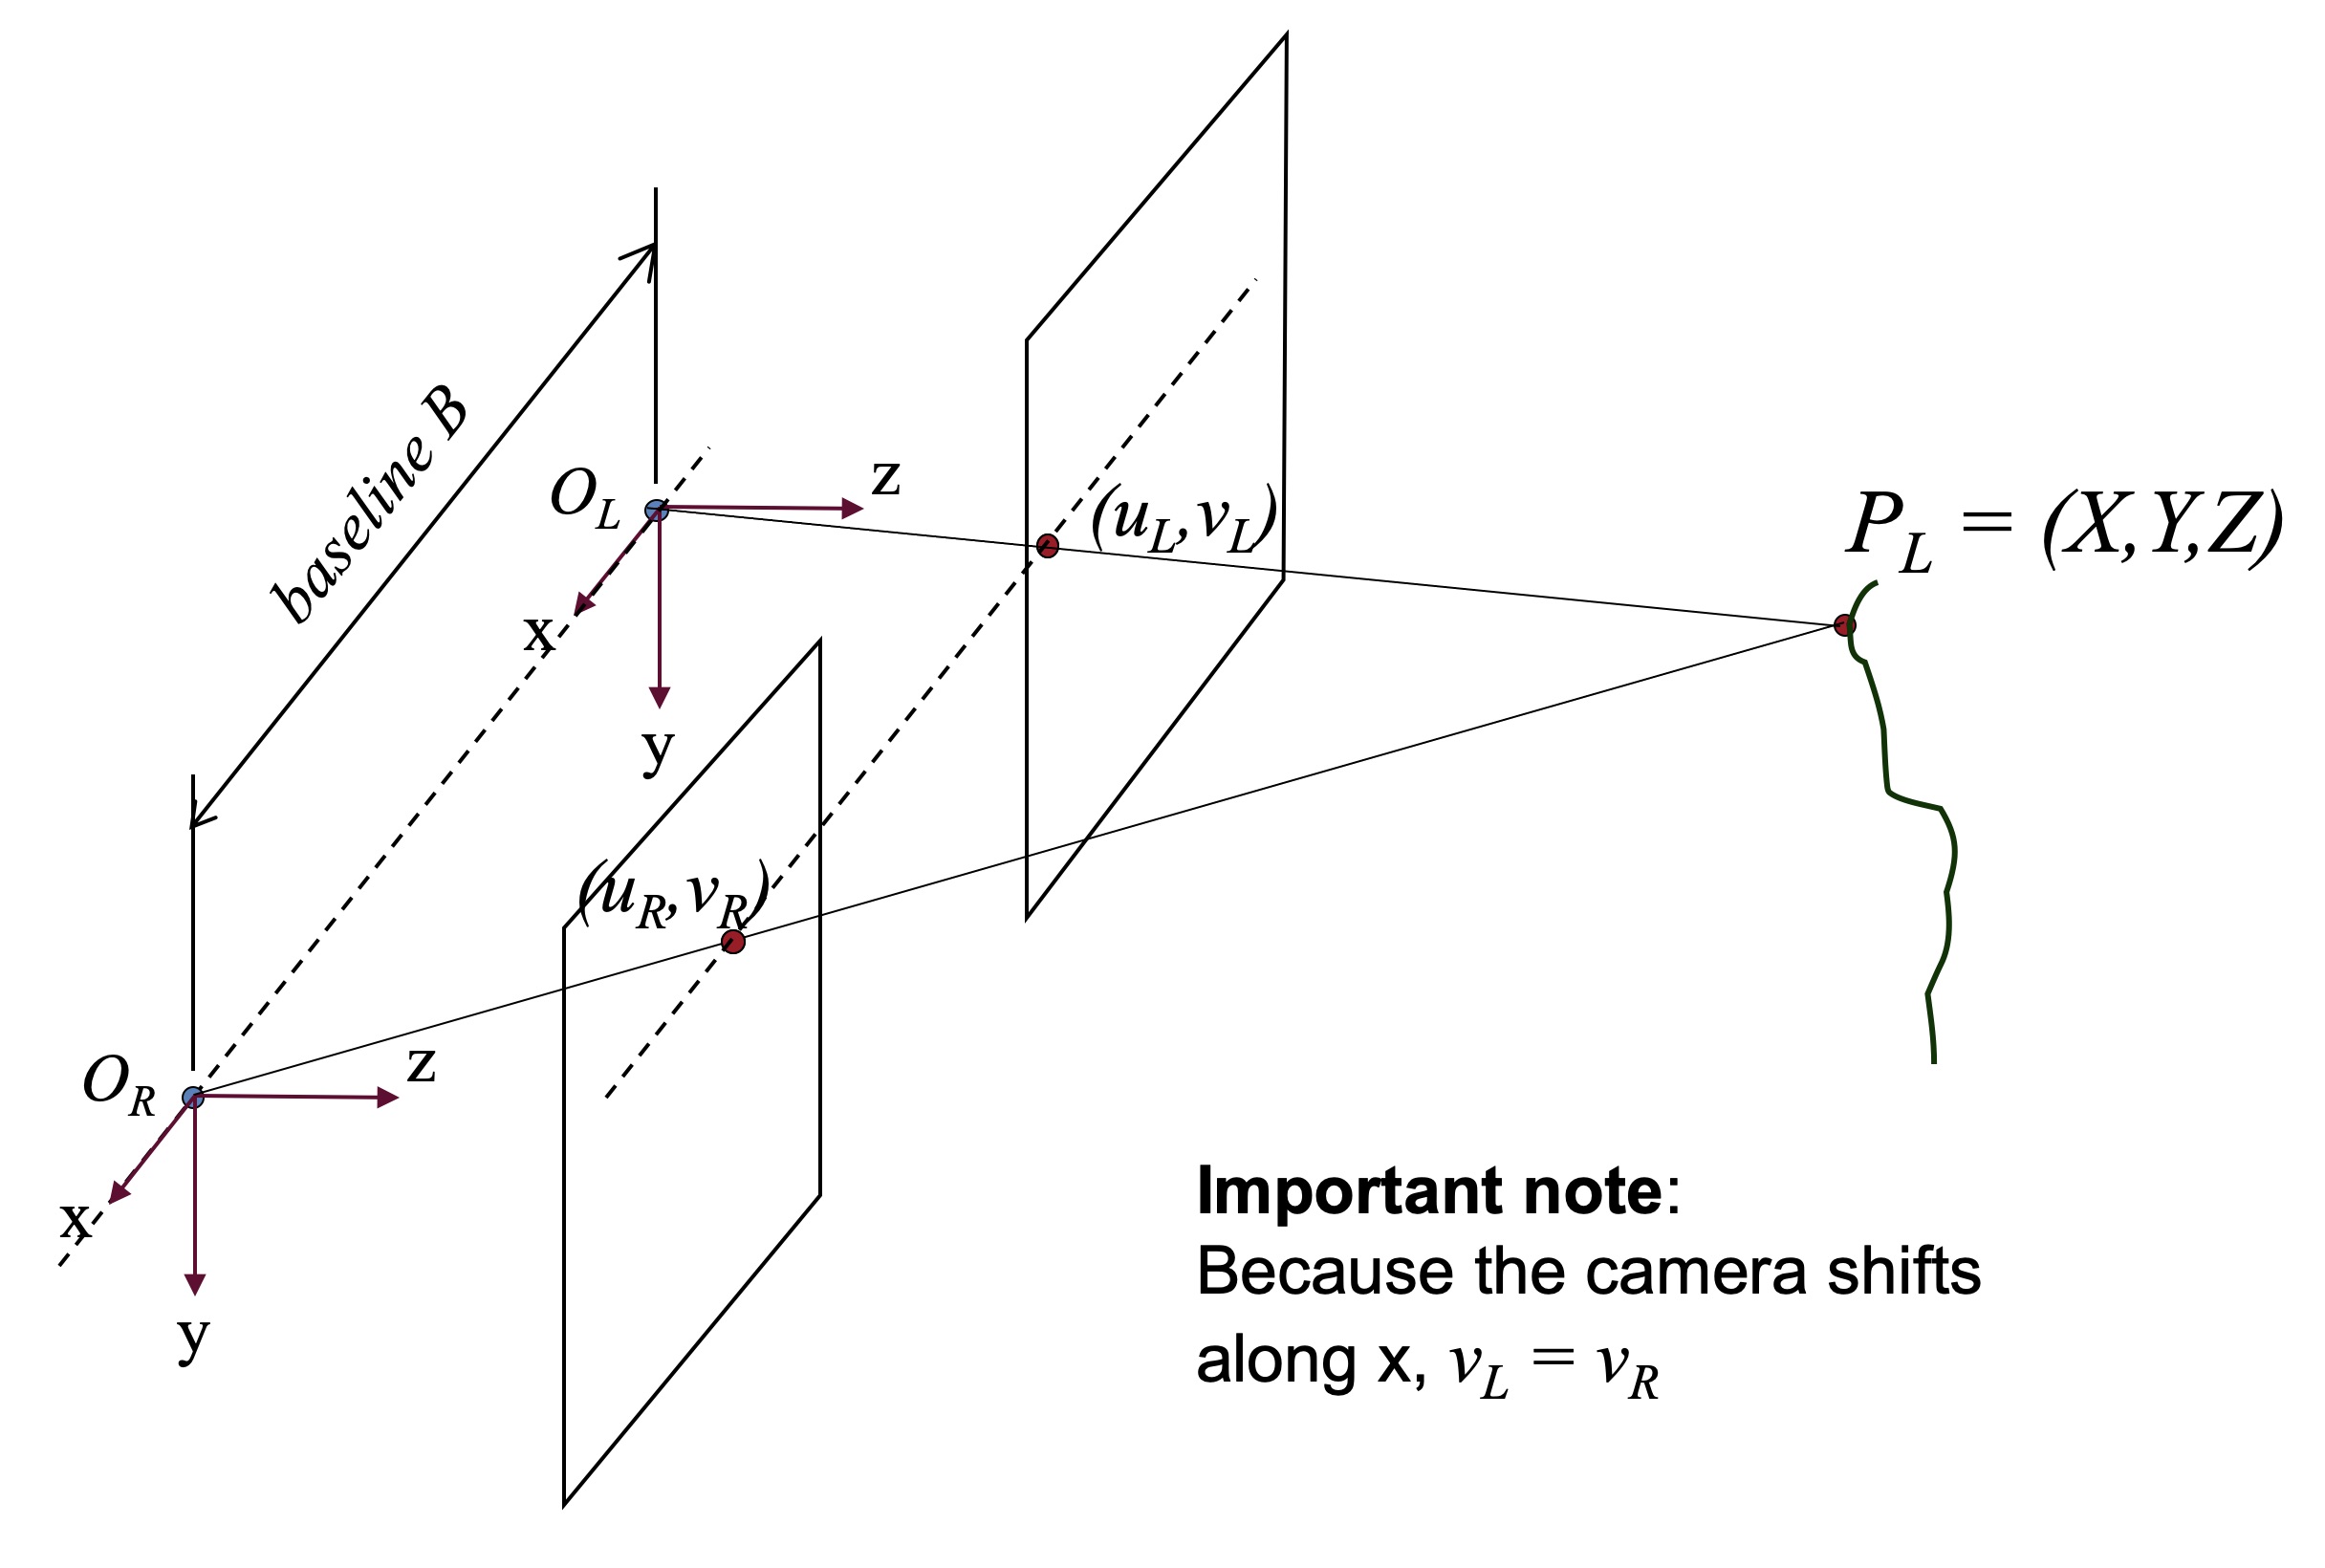 baseline B
O_L
z
x
y
(u_L, v_L)
P_L = (X,Y,Z)
(u_R, v_R)
O_R
z
x
y
Important note:
Because the camera shifts
along x, v_L = v_R